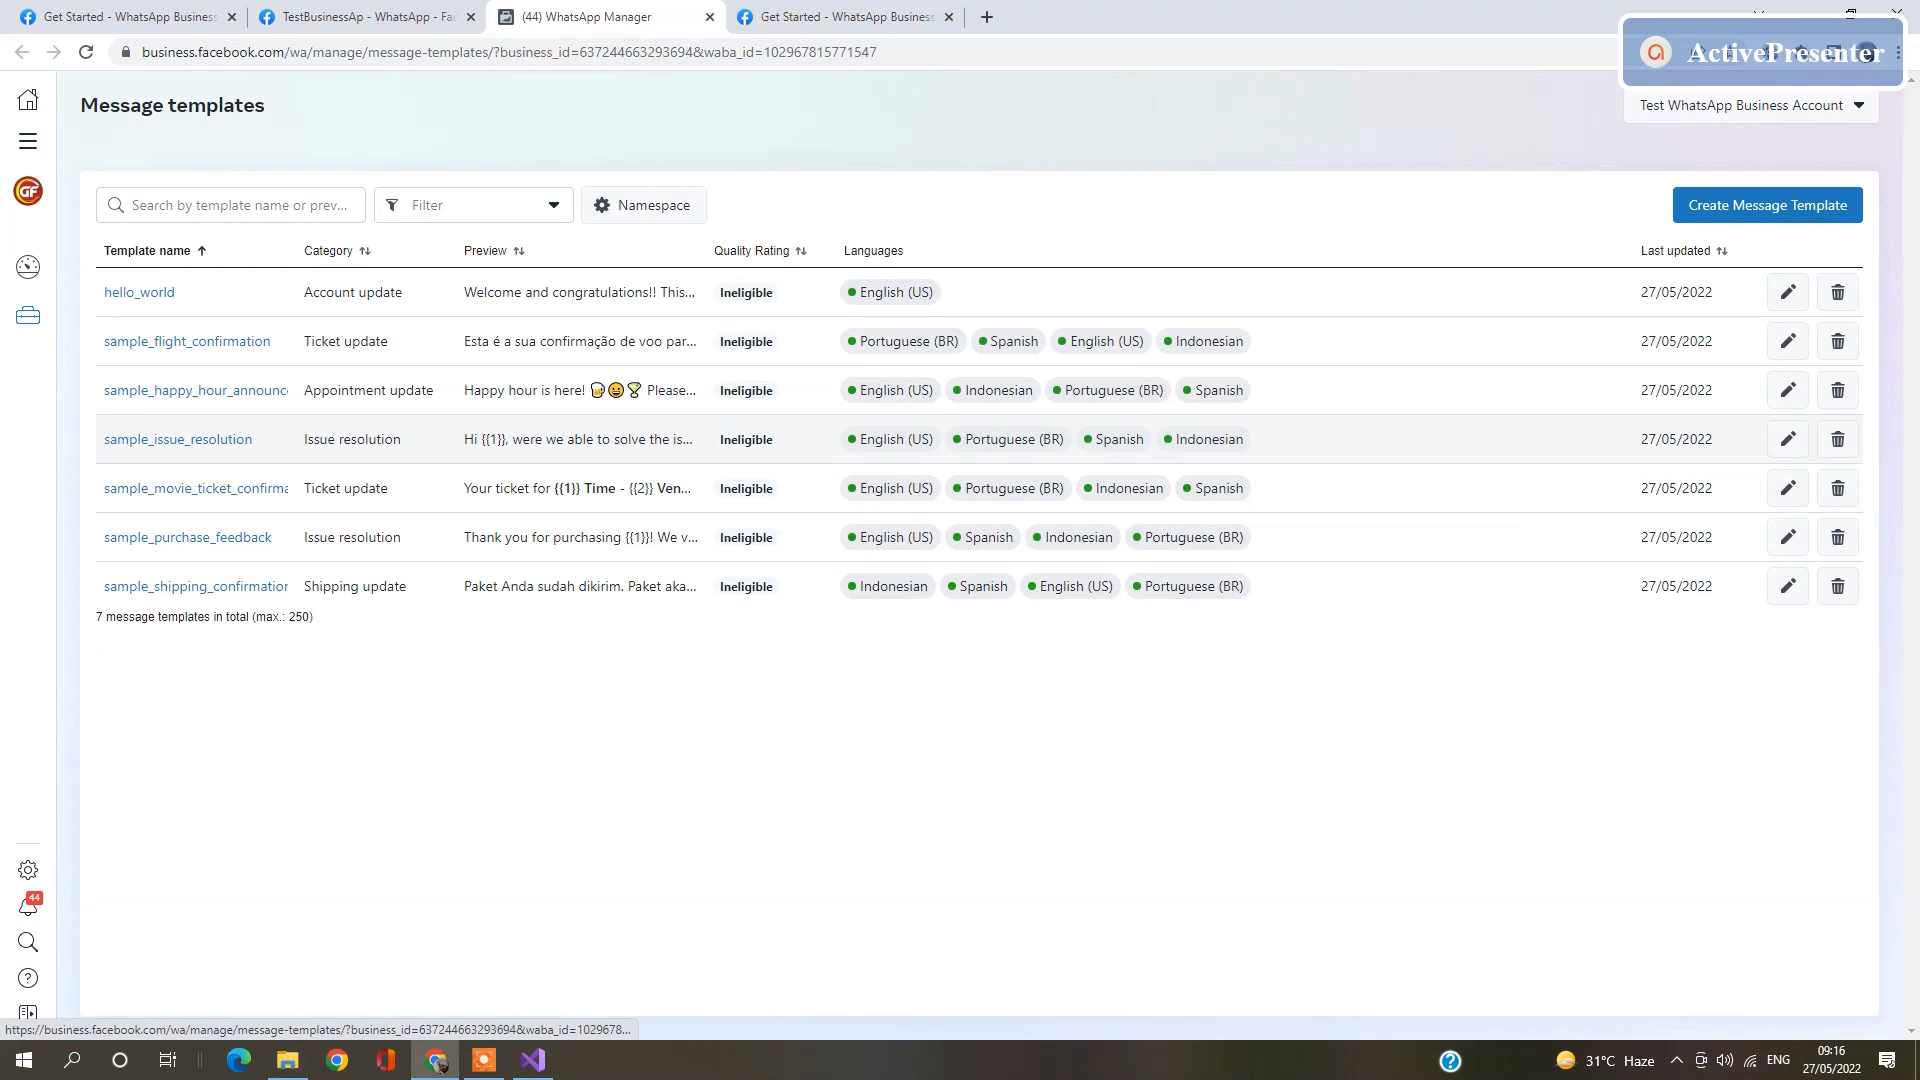 Get Started - WhatsApp Business
TestBusinessAp - WhatsApp - Fac
(44) WhatsApp Manager
Get Started - WhatsApp Business
business.facebook.com/wa/manage/message-templates/?business_id=637244663293694&waba_id=102967815771547
ActivePresenter
Message templates
Test WhatsApp Business Account
Search by template name or prev...
Filter
Namespace
Create Message Template
Template name Category Preview Quality Rating Languages Last updated
hello_world Account update Welcome and congratulations!! This... Ineligible English (US) 27/05/2022
sample_flight_confirmation Ticket update Esta é a sua confirmação de voo par... Ineligible Portuguese (BR) Spanish English (US) Indonesian 27/05/2022
sample_happy_hour_announc Appointment update Happy hour is here! 🍺😀🏆 Please... Ineligible English (US) Indonesian Portuguese (BR) Spanish 27/05/2022
sample_issue_resolution Issue resolution Hi {{1}}, were we able to solve the is... Ineligible English (US) Portuguese (BR) Spanish Indonesian 27/05/2022
sample_movie_ticket_confirma Ticket update Your ticket for {{1}} Time - {{2}} Ven... Ineligible English (US) Portuguese (BR) Indonesian Spanish 27/05/2022
sample_purchase_feedback Issue resolution Thank you for purchasing {{1}}! We v... Ineligible English (US) Spanish Indonesian Portuguese (BR) 27/05/2022
sample_shipping_confirmation Shipping update Paket Anda sudah dikirim. Paket aka... Ineligible Indonesian Spanish English (US) Portuguese (BR) 27/05/2022
7 message templates in total (max.: 250)
GF
44
https://business.facebook.com/wa/manage/message-templates/?business_id=637244663293694&waba_id=1029678...
31°C Haze
ENG
09:16
27/05/2022